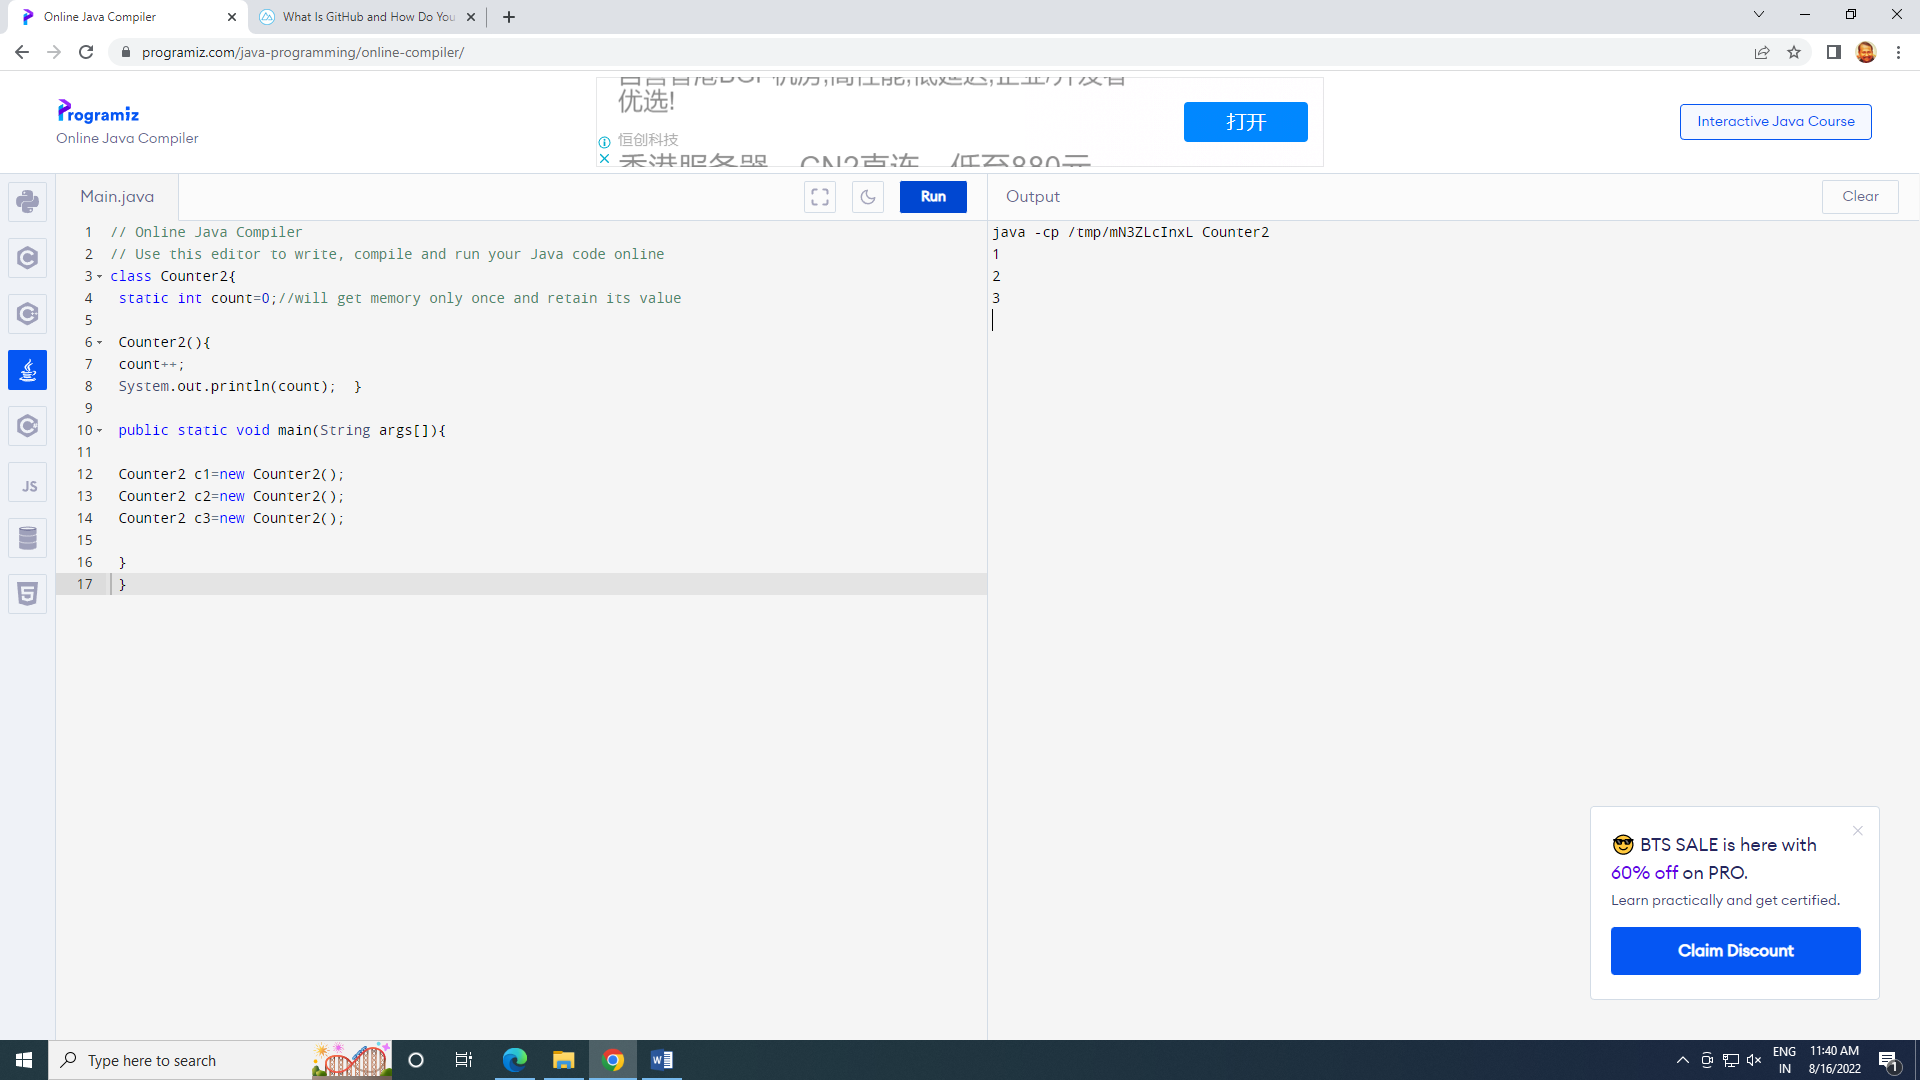 Online Java Compiler
What Is GitHub and How Do You
programiz.com/java-programming/online-compiler/
Programiz
Online Java Compiler
优选!
恒创科技
打开
Interactive Java Course
Main.java
Run
Output
Clear
1 // Online Java Compiler
2 // Use this editor to write, compile and run your Java code online
3 class Counter2{
4 static int count=0;//will get memory only once and retain its value
5
6 Counter2(){
7 count++;
8 System.out.println(count);  }
9
10 public static void main(String args[]){
11
12 Counter2 c1=new Counter2();
13 Counter2 c2=new Counter2();
14 Counter2 c3=new Counter2();
15
16 }
17 }
java -cp /tmp/mN3ZLcInxL Counter2
1
2
3
JS
😎 BTS SALE is here with
60% off on PRO.
Learn practically and get certified.
Claim Discount
Type here to search
ENG
IN
11:40 AM
8/16/2022
1